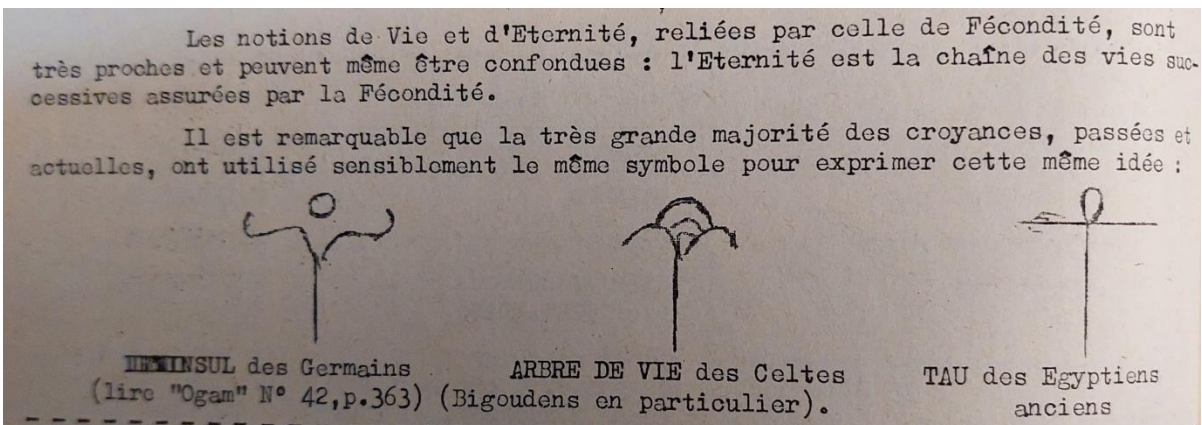 Les notions de Vie et d'Eternité, reliées par celle de Fécondité, sont
très proches et peuvent même être confondues : l'Eternité est la chaîne des vies suc-
cessives assurées par la Fécondité.
Il est remarquable que la très grande majorité des croyances, passées et
actuelles, ont utilisé sensiblement le même symbole pour exprimer cette même idée :
des Germains
(lire "Ogam" N° 42,p.363)
ARBRE DE VIE des Celtes
(Bigoudens en particulier).
TAU des Egyptiens
anciens